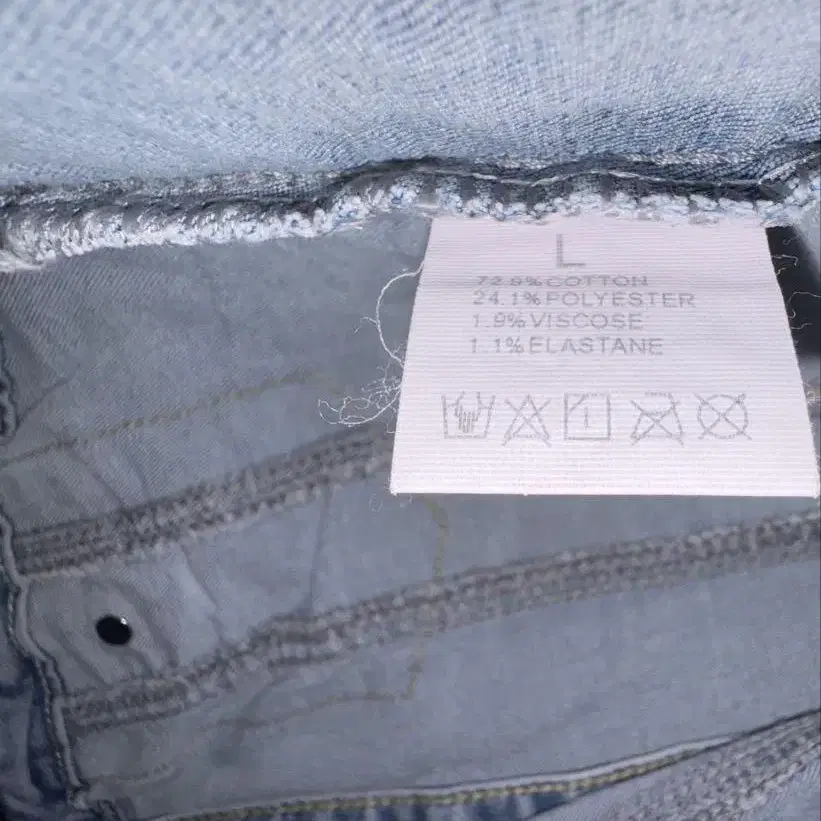 L
72.9%COTTON
24.1%POLYESTER
1.9%VISCOSE
1.1%ELASTANE